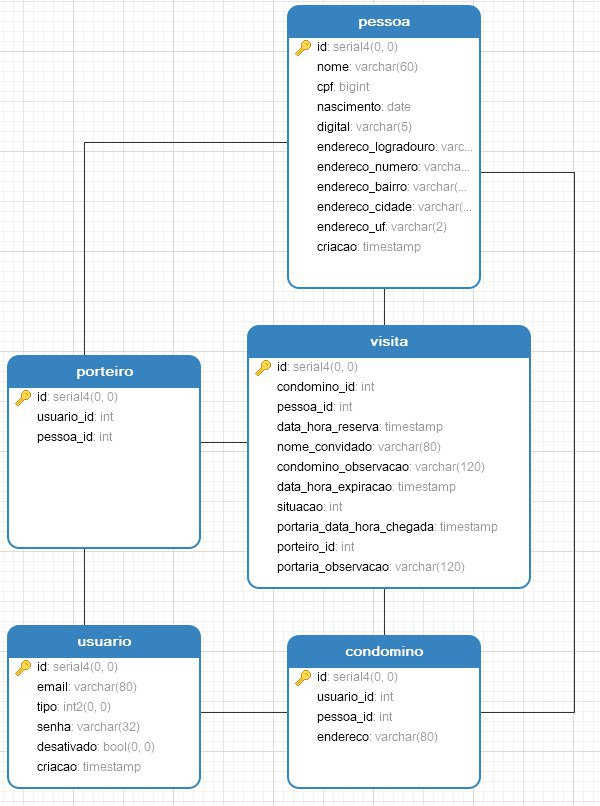 pessoa
id: serial4(0, 0)
nome: varchar(60)
cpf: bigint
nascimento: date
digital: varchar(5)
endereco_logradouro: varc...
endereco_numero: varcha...
endereco_bairro: varchar(...
endereco_cidade: varchar(...
endereco_uf: varchar(2)
criacao: timestamp
visita
id: serial4(0, 0)
condomino_id: int
pessoa_id: int
data_hora_reserva: timestamp
nome_convidado: varchar(80)
condomino_observacao: varchar(120)
data_hora_expiracao: timestamp
situacao: int
portaria_data_hora_chegada: timestamp
porteiro_id: int
portaria_observacao: varchar(120)
porteiro
id: serial4(0, 0)
usuario_id: int
pessoa_id: int
usuario
id: serial4(0, 0)
email: varchar(80)
tipo: int2(0, 0)
senha: varchar(32)
desativado: bool(0, 0)
criacao: timestamp
condomino
id: serial4(0, 0)
usuario_id: int
pessoa_id: int
endereco: varchar(80)